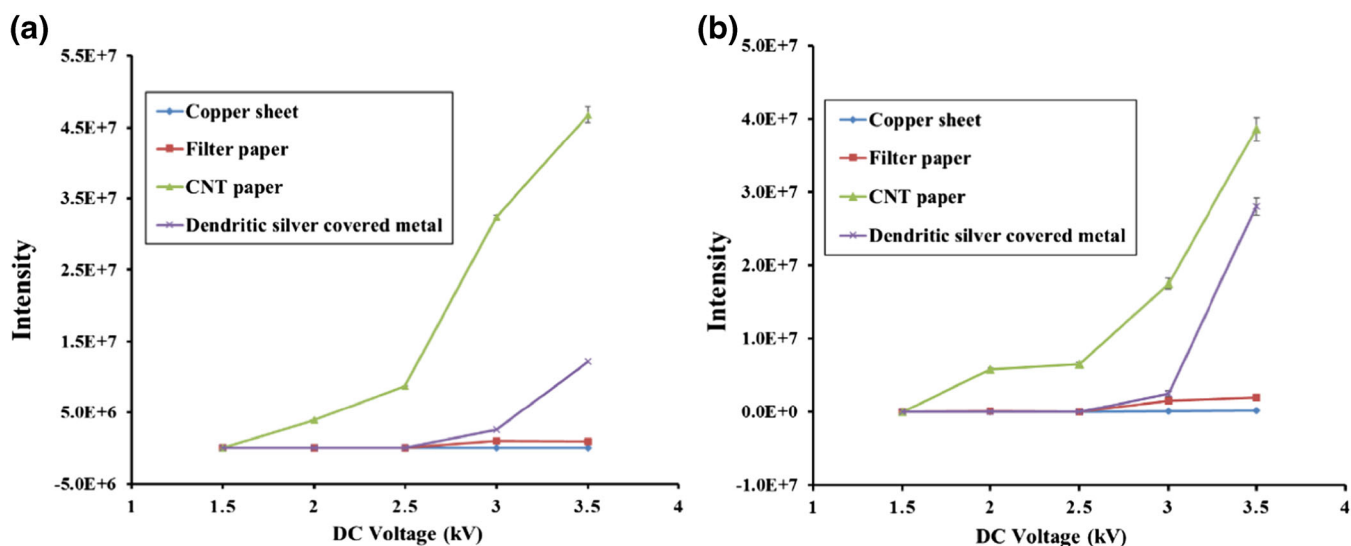 (a)
5.5E+7
4.5E+7
3.5E+7
2.5E+7
1.5E+7
5.0E+6
-5.0E+6
Intensity
Copper sheet
Filter paper
CNT paper
Dendritic silver covered metal
1 1.5 2 2.5 3 3.5 4
DC Voltage (kV)
(b)
5.0E+7
4.0E+7
3.0E+7
2.0E+7
1.0E+7
0.0E+0
-1.0E+7
Intensity
Copper sheet
Filter paper
CNT paper
Dendritic silver covered metal
1 1.5 2 2.5 3 3.5 4
DC Voltage (kV)